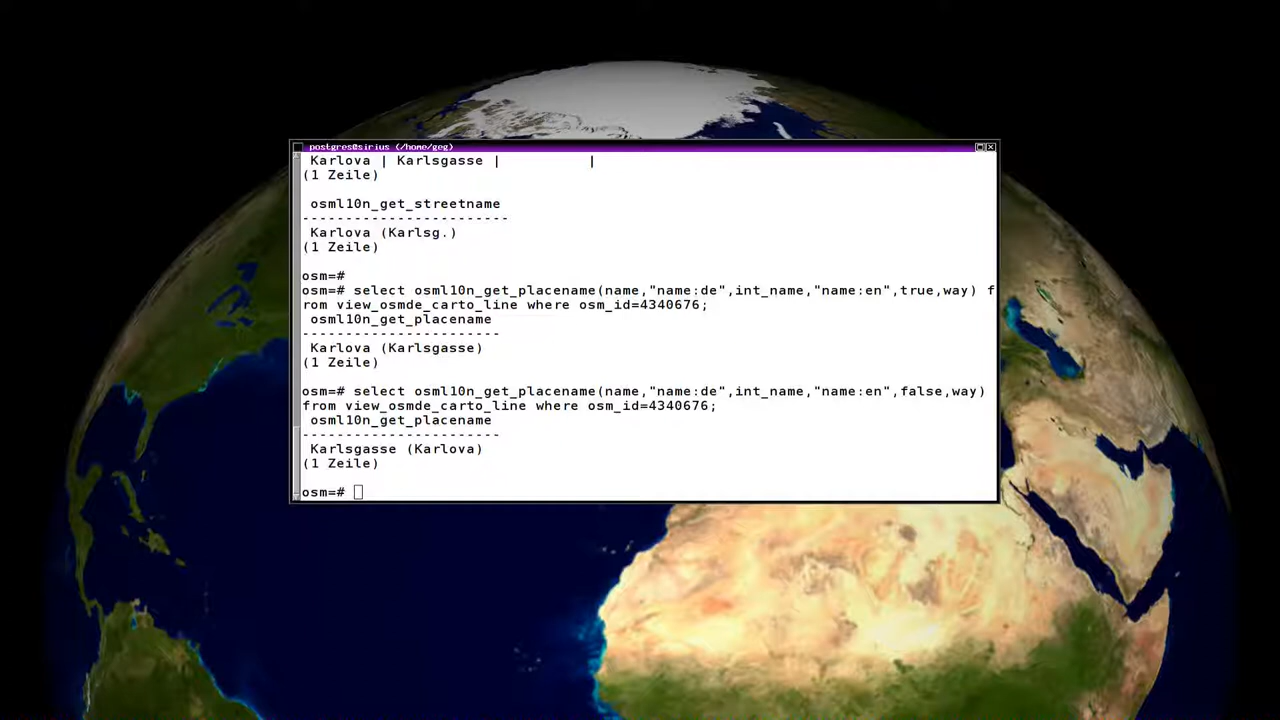 postgres@sirius (/home/geg)
Karlova | Karlsgasse | |
(1 Zeile)
osml10n_get_streetname
------------------------
Karlova (Karlsg.)
(1 Zeile)
osm=#
osm=# select osml10n_get_placename(name,"name:de",int_name,"name:en",true,way) f
rom view_osmde_carto_line where osm_id=4340676;
osml10n_get_placename
-----------------------
Karlova (Karlsgasse)
(1 Zeile)
osm=# select osml10n_get_placename(name,"name:de",int_name,"name:en",false,way)
from view_osmde_carto_line where osm_id=4340676;
osml10n_get_placename
-----------------------
Karlsgasse (Karlova)
(1 Zeile)
osm=#